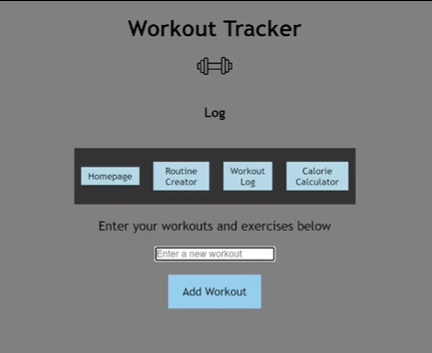 Workout Tracker
Log
Homepage
Routine
Creator
Workout
Log
Calorie
Calculator
Enter your workouts and exercises below
Enter a new workout
Add Workout